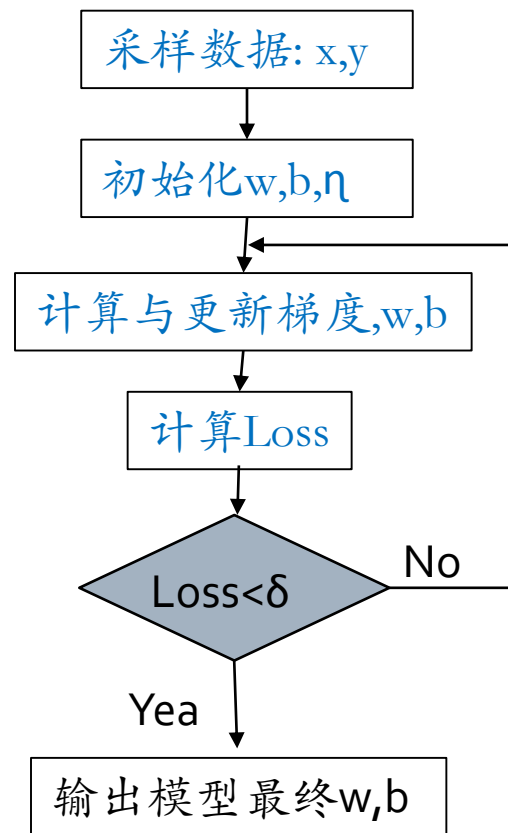 采样数据: x,y
初始化w,b,η
计算与更新梯度,w,b
计算Loss
Loss<δ
No
Yea
输出模型最终w,b